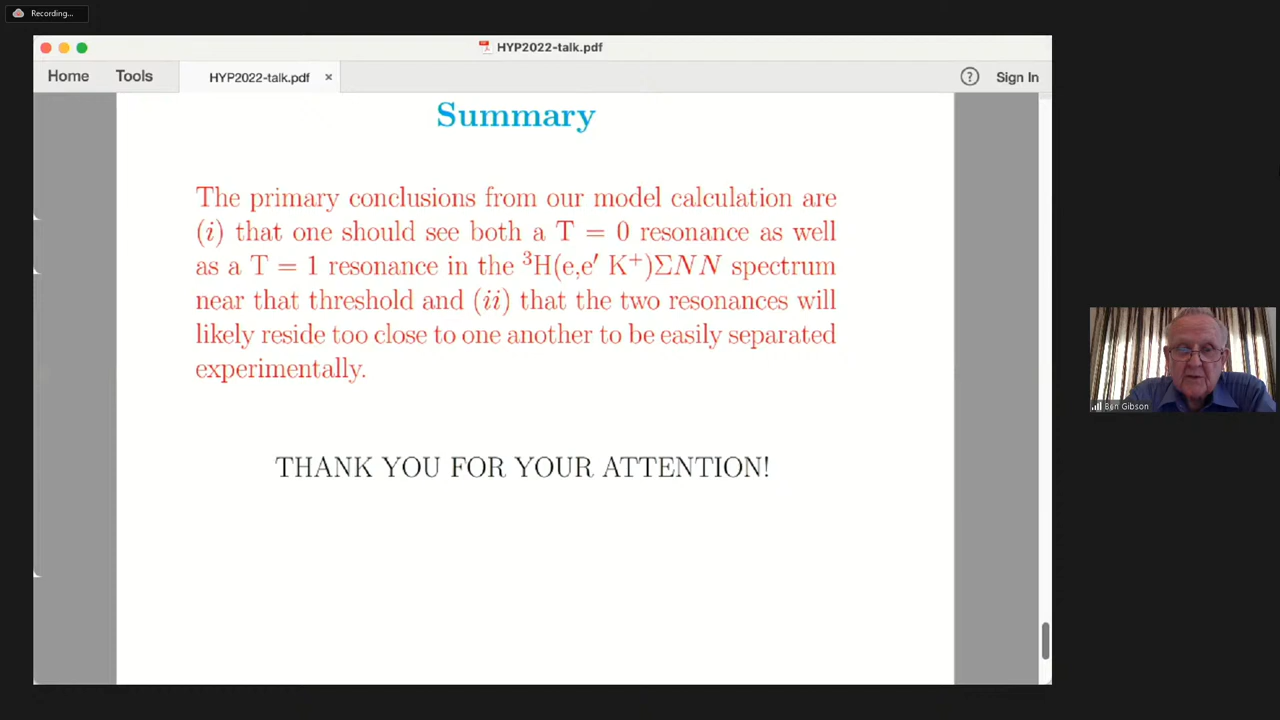 Recording...
HYP2022-talk.pdf
Home Tools HYP2022-talk.pdf × ? Sign In
Summary
The primary conclusions from our model calculation are
(i) that one should see both a T = 0 resonance as well
as a T = 1 resonance in the ³H(e,e′ K⁺)ΣNN spectrum
near that threshold and (ii) that the two resonances will
likely reside too close to one another to be easily separated
experimentally.
THANK YOU FOR YOUR ATTENTION!
Ben Gibson